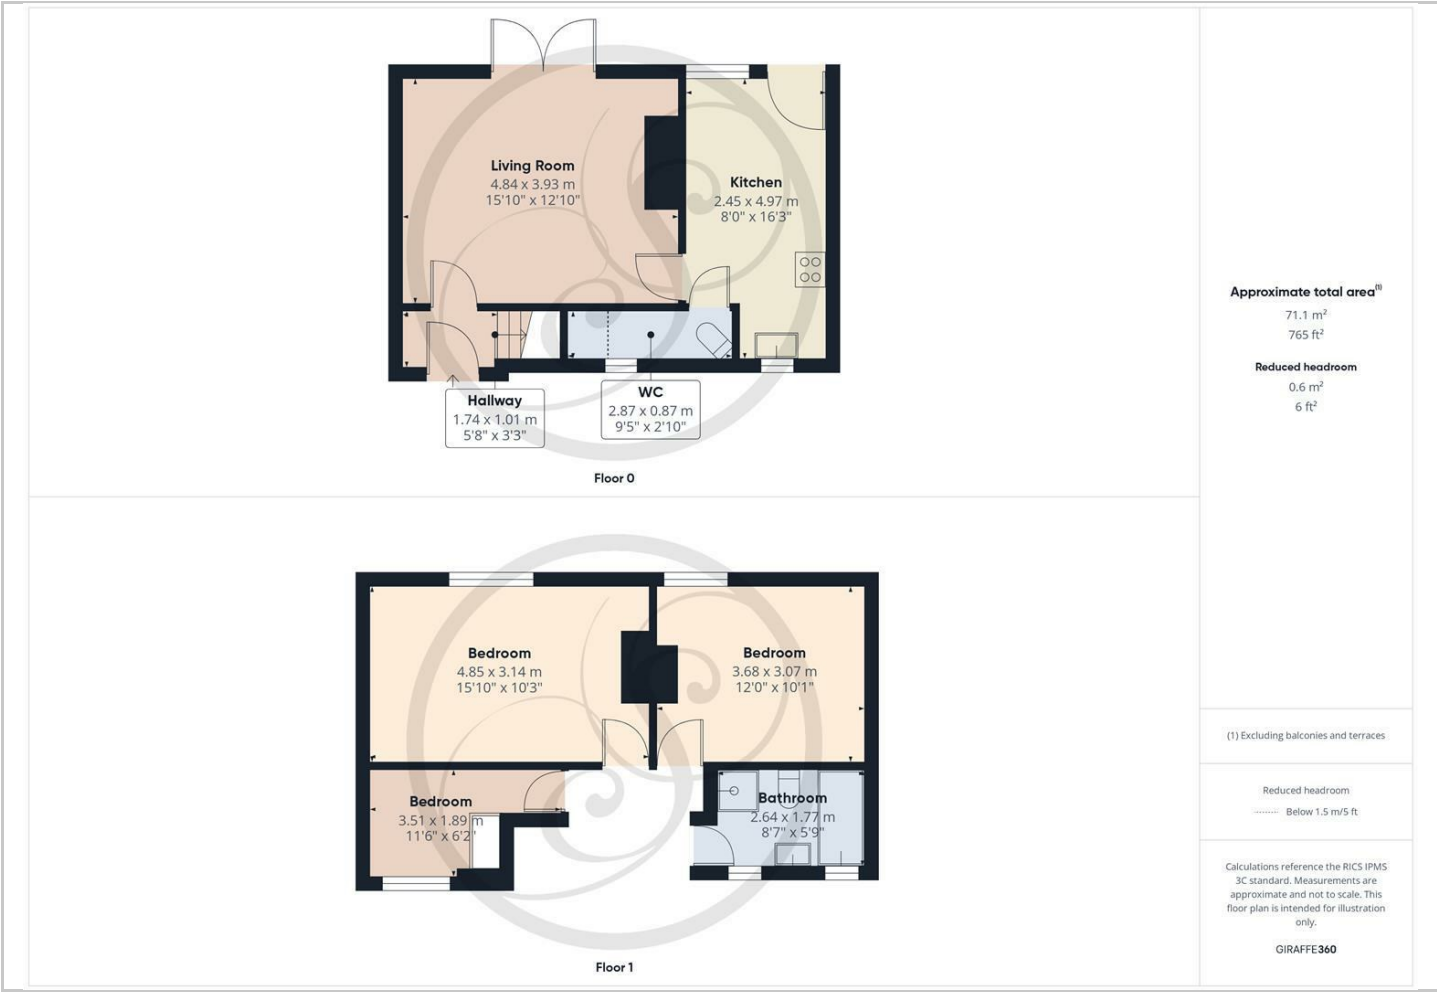 Living Room
4.84 x 3.93 m
15'10" x 12'10"
Kitchen
2.45 x 4.97 m
8'0" x 16'3"
Hallway
1.74 x 1.01 m
5'8" x 3'3"
WC
2.87 x 0.87 m
9'5" x 2'10"
Floor 0
Bedroom
4.85 x 3.14 m
15'10" x 10'3"
Bedroom
3.68 x 3.07 m
12'0" x 10'1"
Bedroom
3.51 x 1.89 m
11'6" x 6'2"
Bathroom
2.64 x 1.77 m
8'7" x 5'9"
Floor 1
Approximate total area(1)
71.1 m²
765 ft²
Reduced headroom
0.6 m²
6 ft²
(1) Excluding balconies and terraces
Reduced headroom
Below 1.5 m/5 ft
Calculations reference the RICS IPMS
3C standard. Measurements are
approximate and not to scale. This
floor plan is intended for illustration
only.
GIRAFFE360